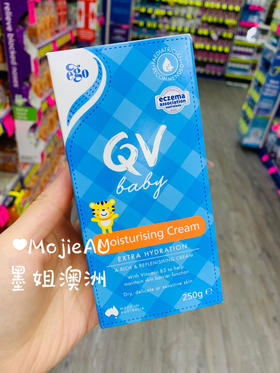 ego
eczema
association
QV
baby
Moisturising Cream
EXTRA HYDRATION
A RICH & REPLENISHING CREAM
With Vitamin B3 to help
maintain skin barrier function
Dry, delicate or sensitive skin
250g
♥MojieAU
墨姐澳洲